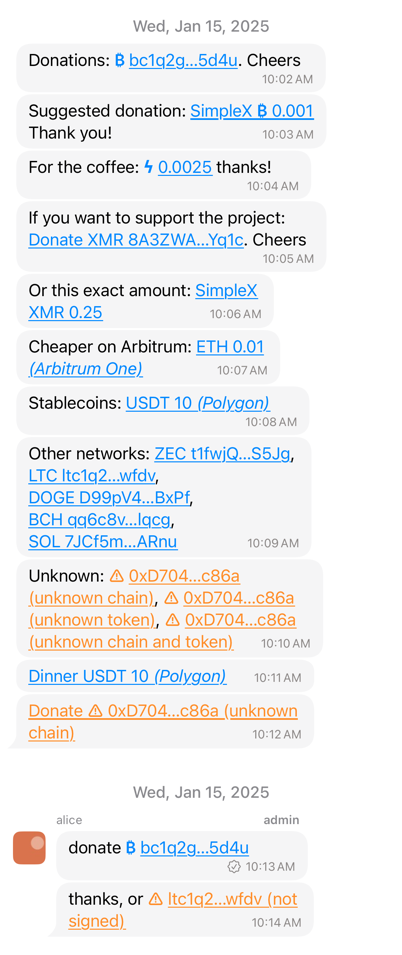 Wed, Jan 15, 2025
Donations: ₿ bc1q2g...5d4u. Cheers
10:02 AM
Suggested donation: SimpleX ₿ 0.001
Thank you!
10:03 AM
For the coffee: ϟ 0.0025 thanks!
10:04 AM
If you want to support the project:
Donate XMR 8A3ZWA...Yq1c. Cheers
10:05 AM
Or this exact amount: SimpleX
XMR 0.25
10:06 AM
Cheaper on Arbitrum: ETH 0.01
(Arbitrum One)
10:07 AM
Stablecoins: USDT 10 (Polygon)
10:08 AM
Other networks: ZEC t1fwjQ...S5Jg,
LTC ltc1q2...wfdv,
DOGE D99pV4...BxPf,
BCH qq6c8v...lqcg,
SOL 7JCf5m...ARnu
10:09 AM
Unknown: ⚠ 0xD704...c86a
(unknown chain), ⚠ 0xD704...c86a
(unknown token), ⚠ 0xD704...c86a
(unknown chain and token)
10:10 AM
Dinner USDT 10 (Polygon)
10:11 AM
Donate ⚠ 0xD704...c86a (unknown
chain)
10:12 AM
Wed, Jan 15, 2025
alice admin
donate ₿ bc1q2g...5d4u
10:13 AM
thanks, or ⚠ ltc1q2...wfdv (not
signed)
10:14 AM